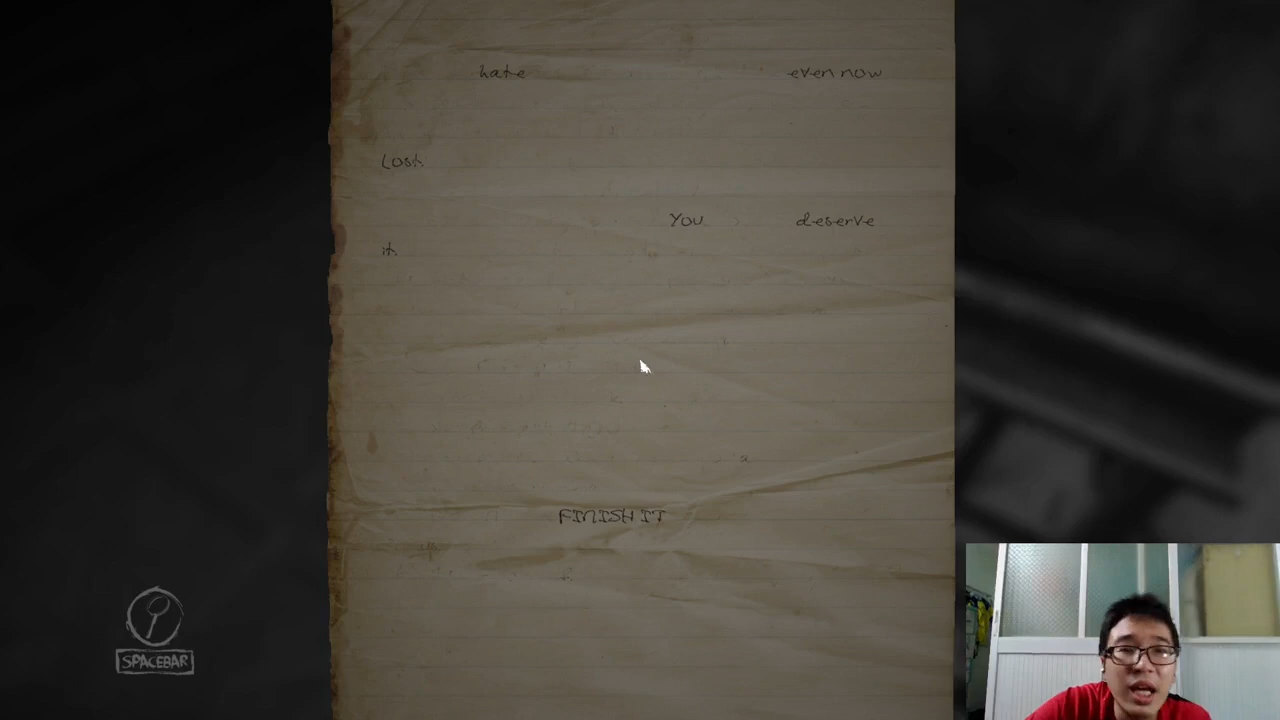 hate even now
Lost
You deserve
it
a
FINISH IT
SPACEBAR